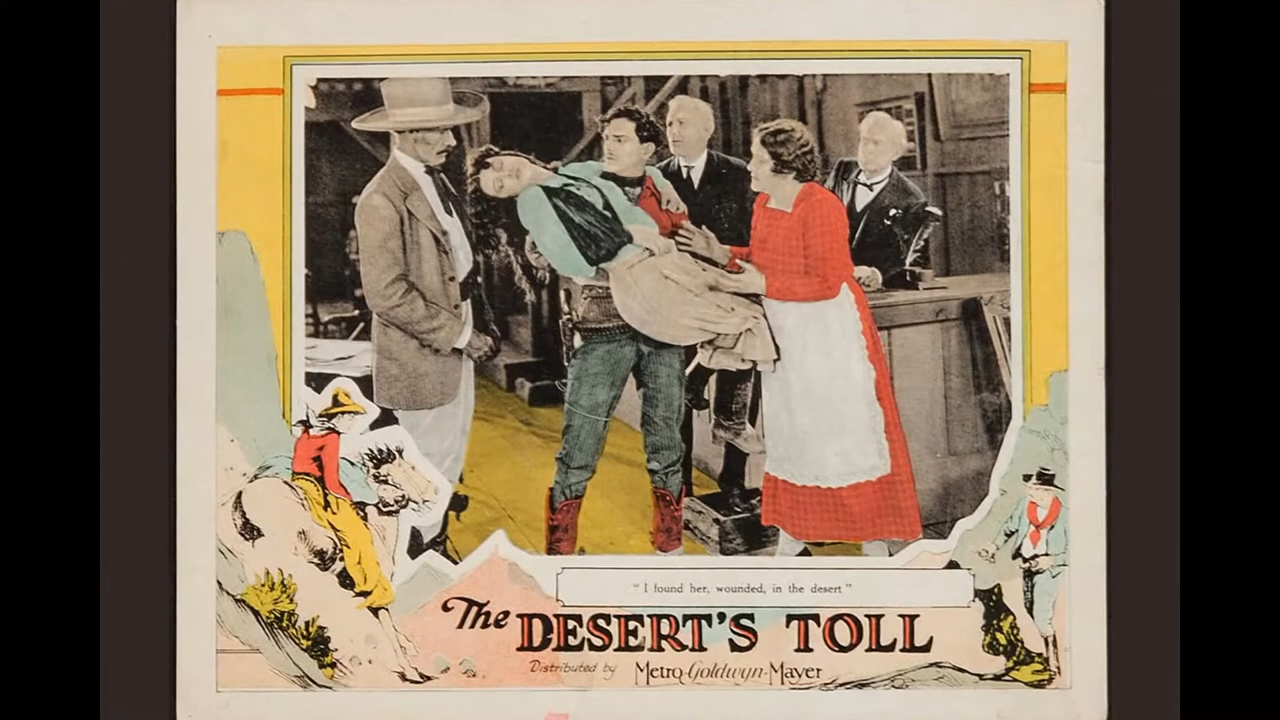 “ I found her, wounded, in the desert ”
The DESERT'S TOLL
Distributed by Metro-Goldwyn-Mayer